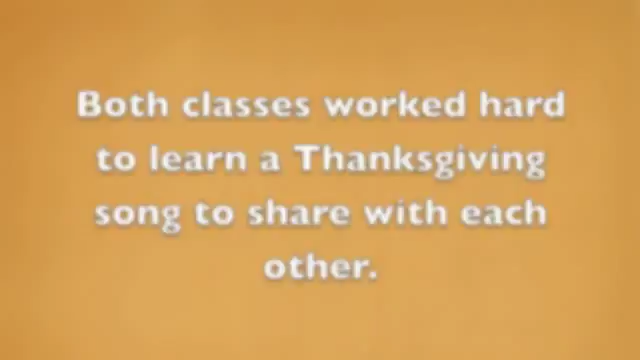 Both classes worked hard
to learn a Thanksgiving
song to share with each
other.